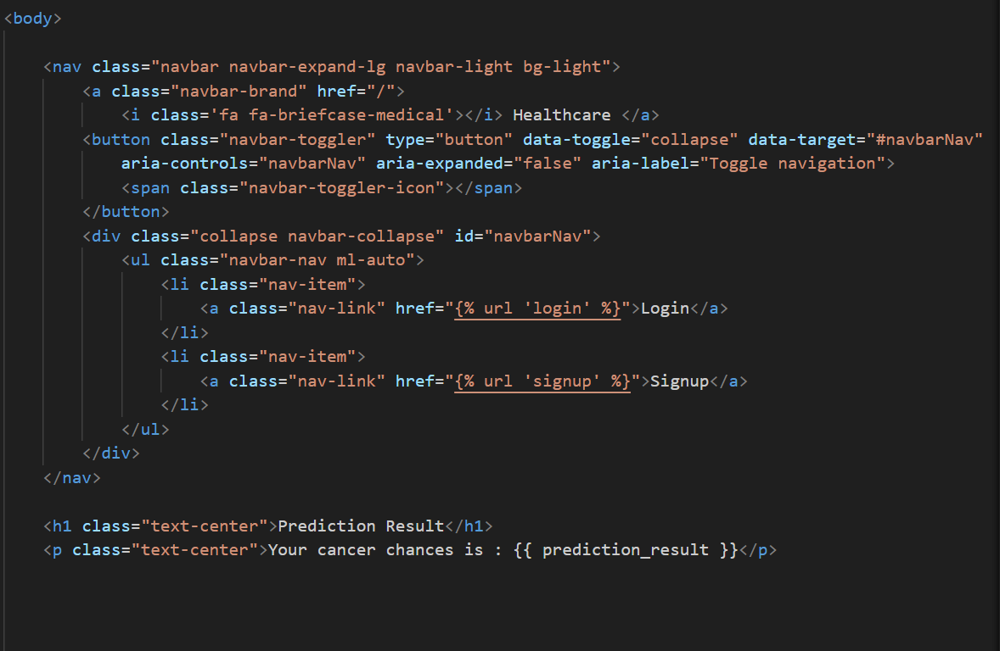 <body>
<nav class="navbar navbar-expand-lg navbar-light bg-light">
<a class="navbar-brand" href="/">
<i class='fa fa-briefcase-medical'></i> Healthcare </a>
<button class="navbar-toggler" type="button" data-toggle="collapse" data-target="#navbarNav"
aria-controls="navbarNav" aria-expanded="false" aria-label="Toggle navigation">
<span class="navbar-toggler-icon"></span>
</button>
<div class="collapse navbar-collapse" id="navbarNav">
<ul class="navbar-nav ml-auto">
<li class="nav-item">
<a class="nav-link" href="{% url 'login' %}">Login</a>
</li>
<li class="nav-item">
<a class="nav-link" href="{% url 'signup' %}">Signup</a>
</li>
</ul>
</div>
</nav>
<h1 class="text-center">Prediction Result</h1>
<p class="text-center">Your cancer chances is : {{ prediction_result }}</p>